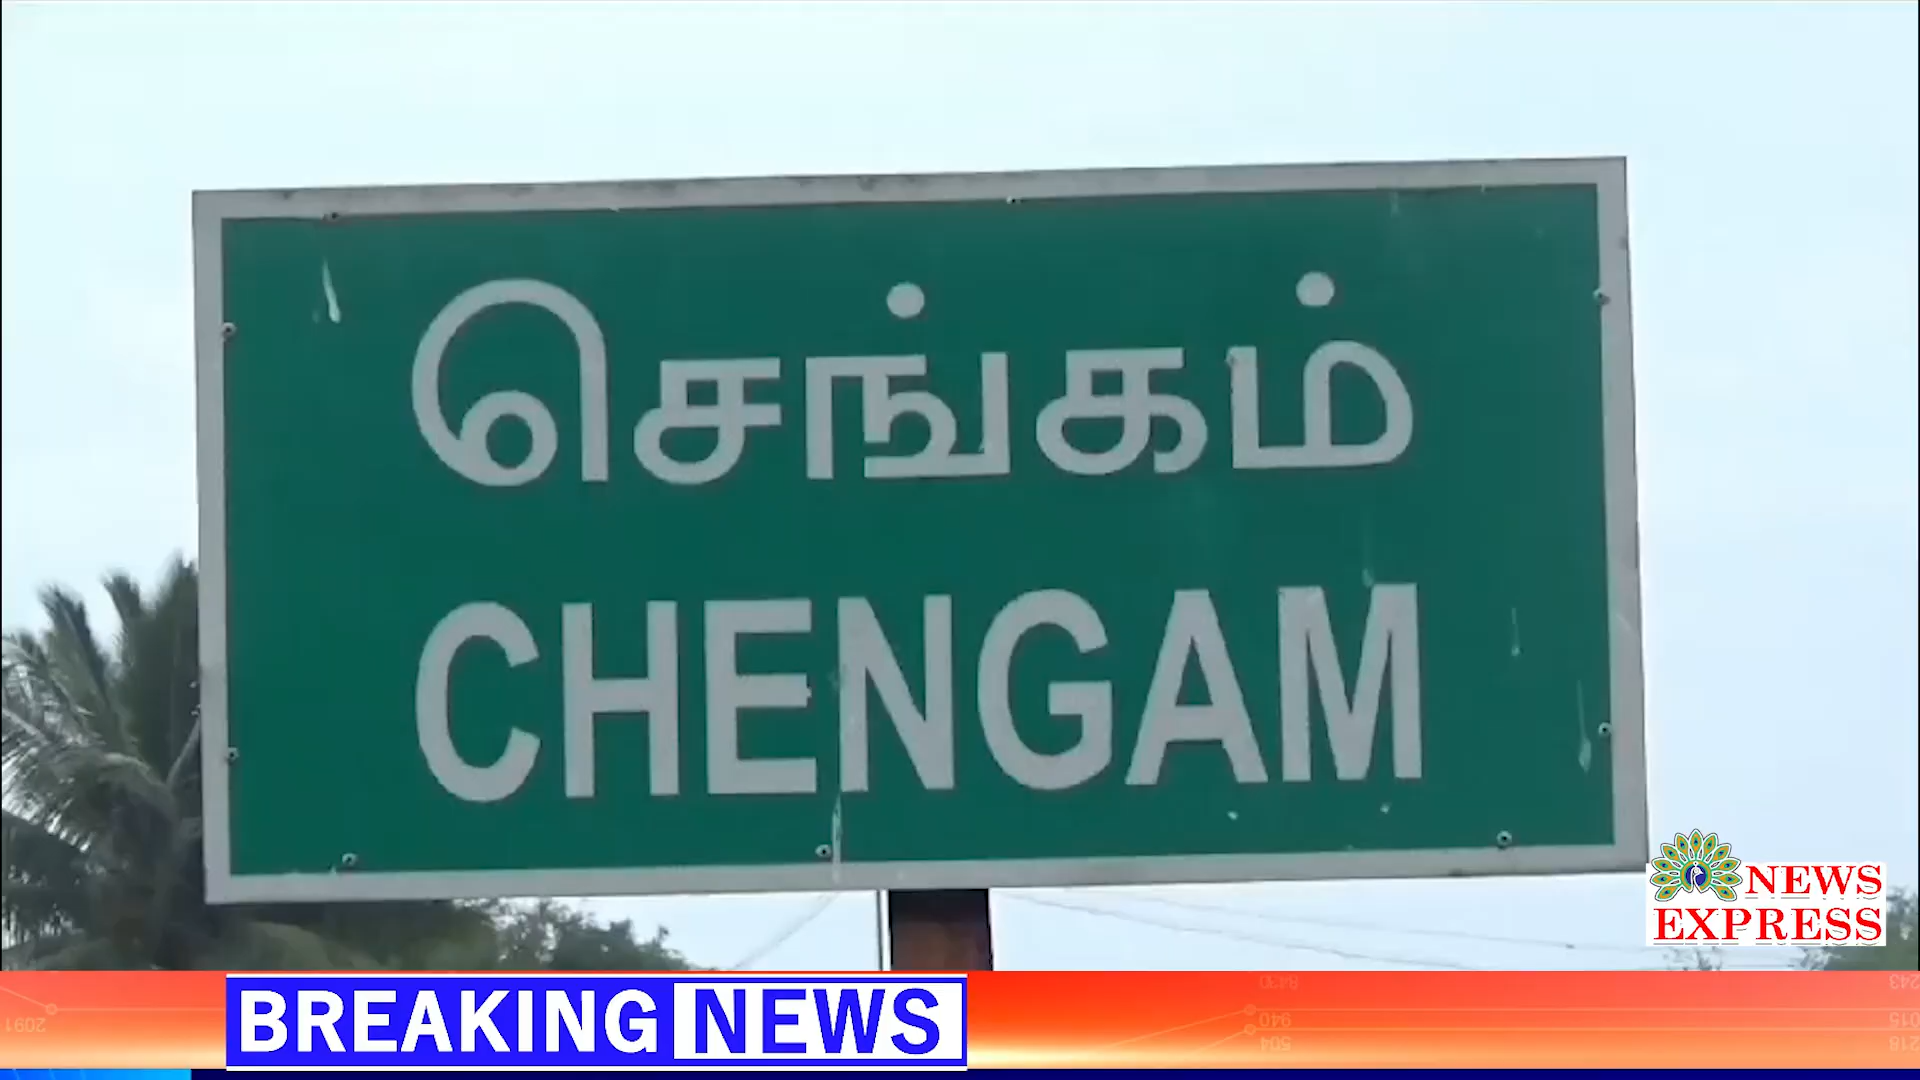 செங்கம்
CHENGAM
NEWS
EXPRESS
BREAKING NEWS